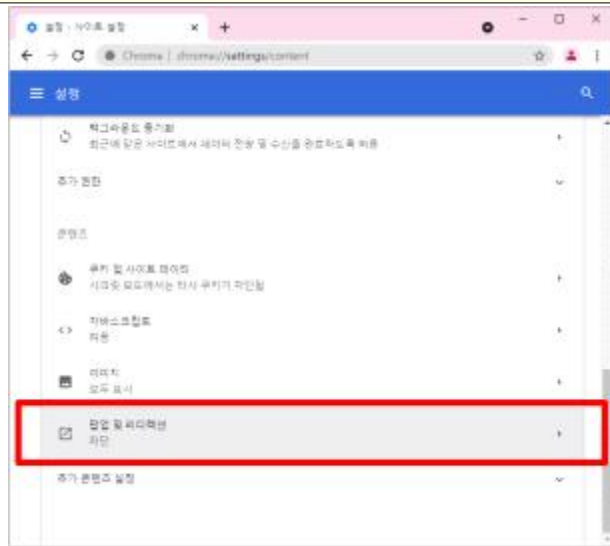 설정 - 사이트 설정
Chrome | chrome://settings/content
설정
백그라운드 동기화
최근에 닫은 사이트에서 데이터 전송 및 수신을 완료하도록 허용
추가 권한
콘텐츠
쿠키 및 사이트 데이터
시크릿 모드에서는 타사 쿠키가 차단됨
자바스크립트
허용
이미지
모두 표시
팝업 및 리디렉션
차단
추가 콘텐츠 설정